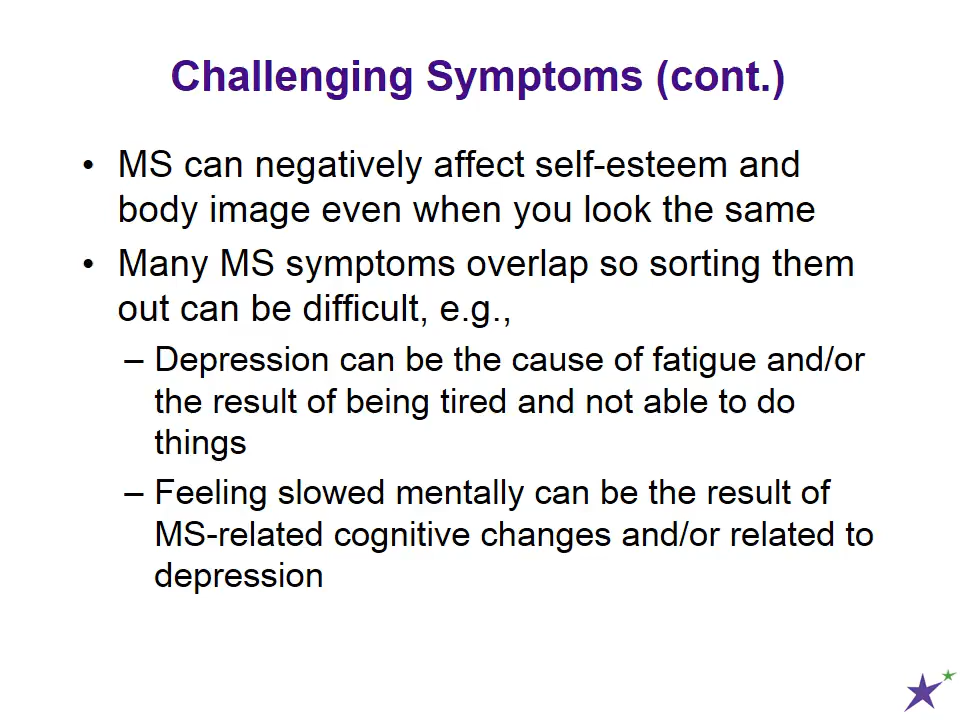 Challenging Symptoms (cont.)
• MS can negatively affect self-esteem and
body image even when you look the same
• Many MS symptoms overlap so sorting them
out can be difficult, e.g.,
– Depression can be the cause of fatigue and/or
the result of being tired and not able to do
things
– Feeling slowed mentally can be the result of
MS-related cognitive changes and/or related to
depression